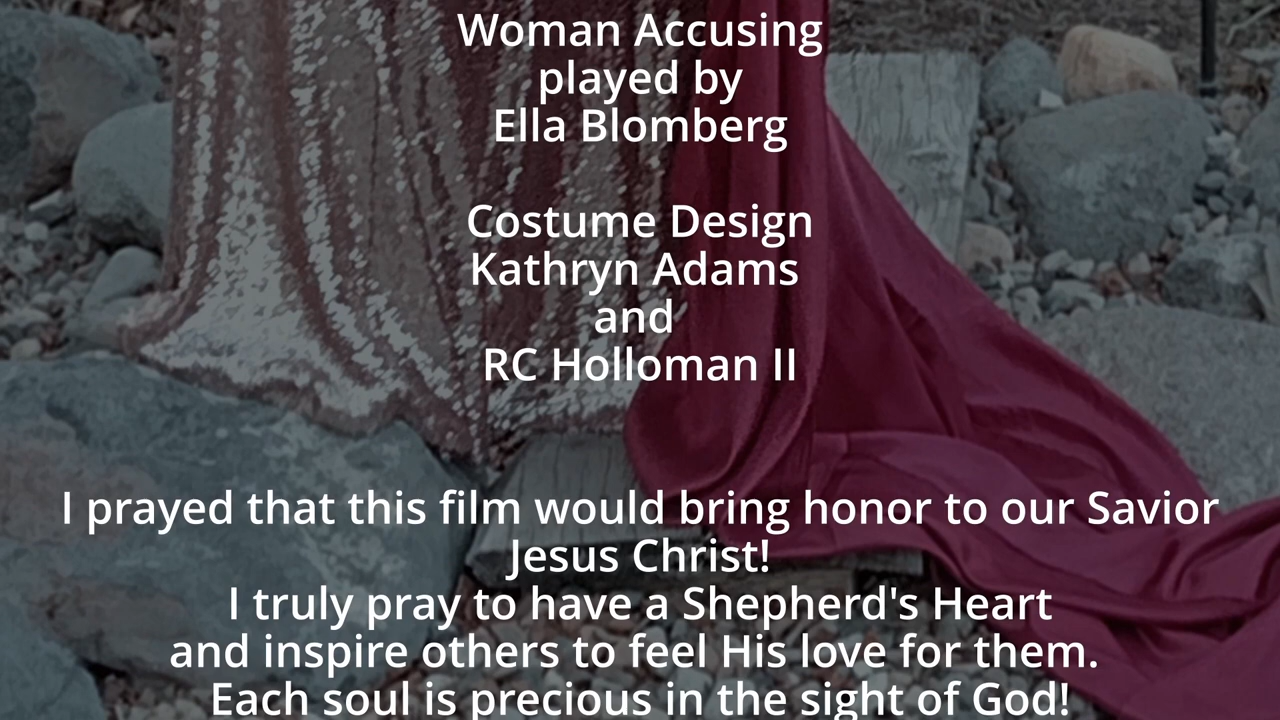 Woman Accusing
played by
Ella Blomberg
Costume Design
Kathryn Adams
and
RC Holloman II
I prayed that this film would bring honor to our Savior
Jesus Christ!
I truly pray to have a Shepherd's Heart
and inspire others to feel His love for them.
Each soul is precious in the sight of God!